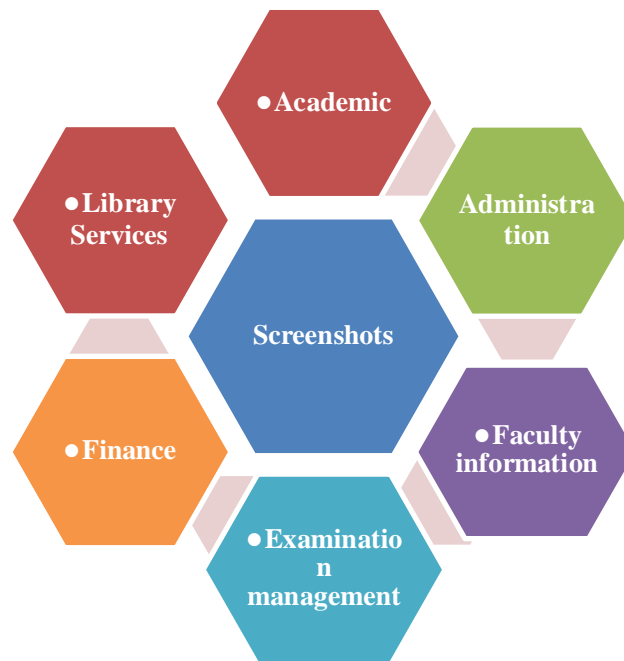 •Academic
•Library
Services
Administra
tion
Screenshots
•Finance
•Faculty
information
•Examinatio
n
management